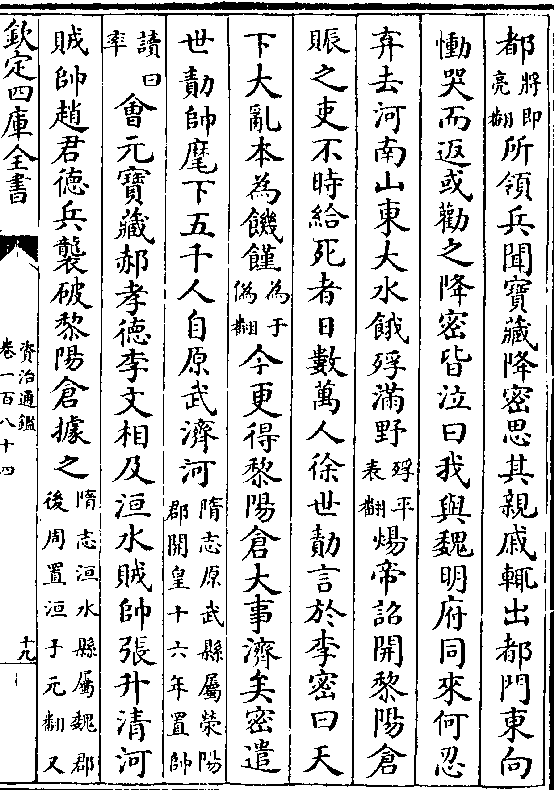 都將即亮翻所領兵聞寶藏降密思其親戚輒出都門東向
慟哭而返或勸之降密皆泣曰我與魏明府同來何忍
弃去河南山東大水餓殍滿野殍平表翻煬帝詔開黎陽倉
賑之吏不時給死者日數萬人徐世勣言於李密曰天
下大亂本為饑饉為于偽翻今更得黎陽倉大事濟矣密遣
世勣帥麾下五千人自原武濟河隋志原武縣屬滎陽郡開皇十六年置帥
讀曰率會元寶藏郝孝德李文相及洹水賊帥張升清河
賊帥趙君德兵襲破黎陽倉據之隋志洹水縣屬魏郡後周置洹于元翻又
欽定四庫全書
資治通鑑
卷一百八十四
十九